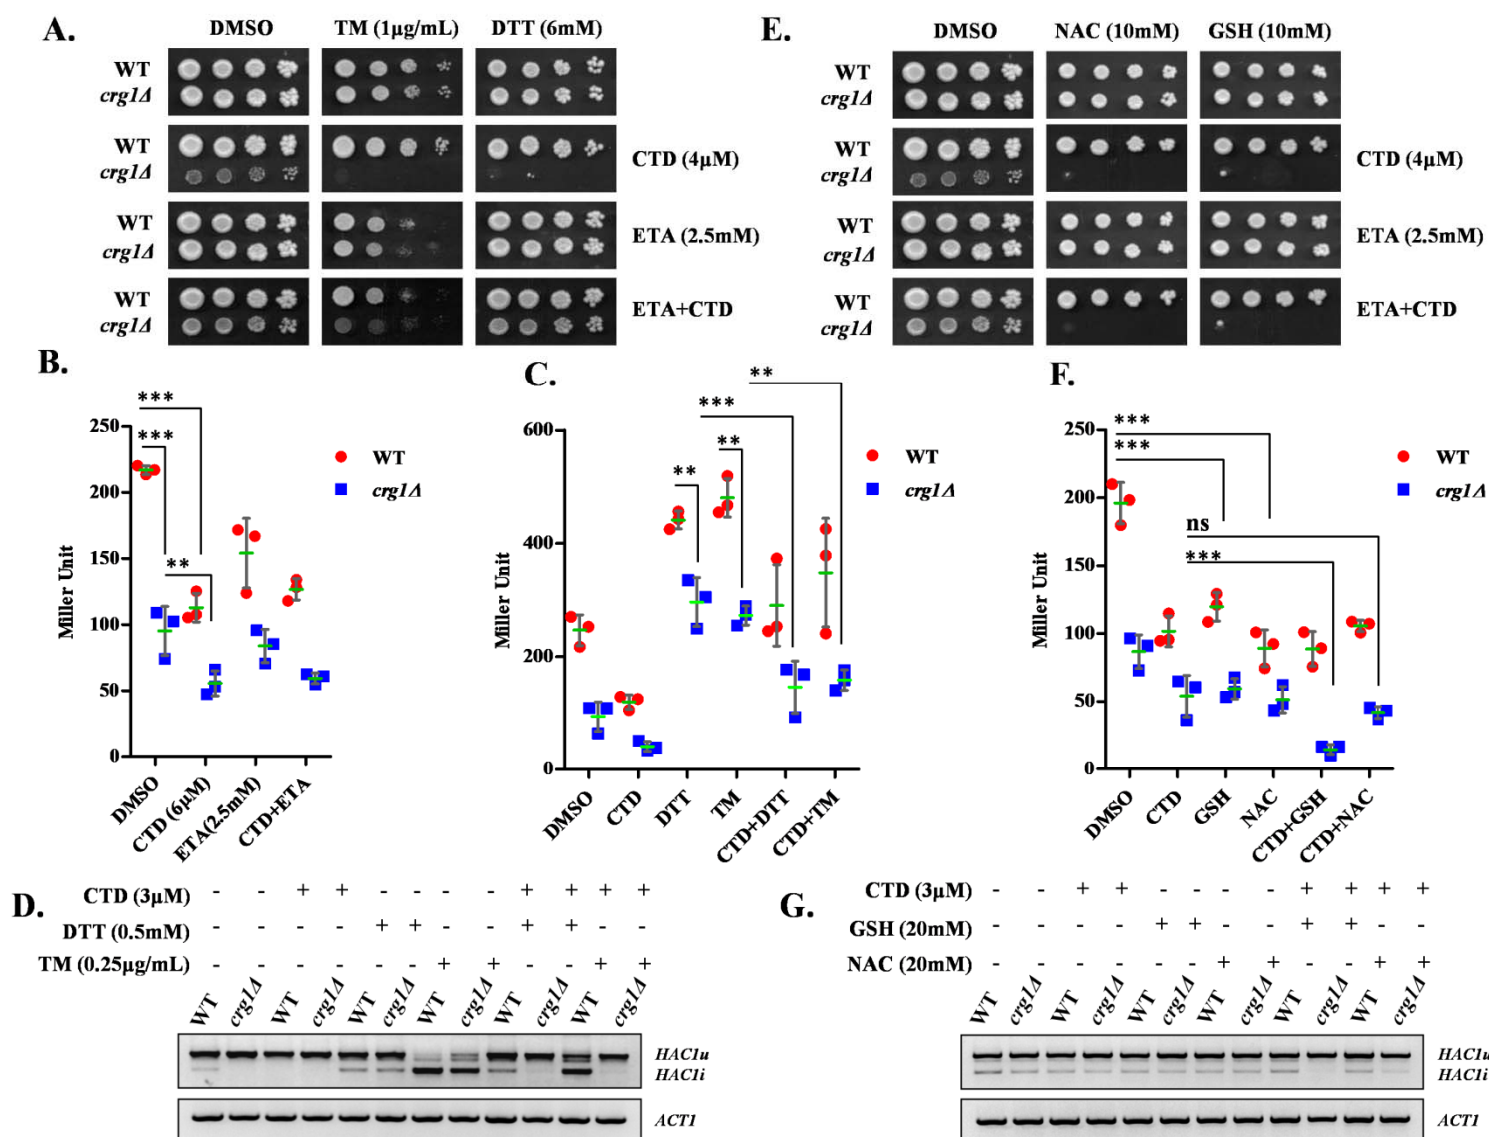 A.
DMSO TM (1µg/mL) DTT (6mM)
WT
crg1Δ
WT
crg1Δ
CTD (4µM)
WT
crg1Δ
ETA (2.5mM)
WT
crg1Δ
ETA+CTD
E.
DMSO NAC (10mM) GSH (10mM)
WT
crg1Δ
WT
crg1Δ
CTD (4µM)
WT
crg1Δ
ETA (2.5mM)
WT
crg1Δ
ETA+CTD
B.
***
***
**
250
200
150
100
50
0
Miller Unit
WT
crg1Δ
DMSO
CTD (6µM)
ETA(2.5mM)
CTD+ETA
C.
**
***
**
**
600
400
200
0
Miller Unit
WT
crg1Δ
DMSO
CTD
DTT
TM
CTD+DTT
CTD+TM
F.
***
***
ns
***
250
200
150
100
50
0
Miller Unit
WT
crg1Δ
DMSO
CTD
GSH
NAC
CTD+GSH
CTD+NAC
D.
CTD (3µM) - - + + - - - - + + + +
DTT (0.5mM) - - - - + + - - + + - -
TM (0.25µg/mL) - - - - - - + + - - + +
WT crg1Δ WT crg1Δ WT crg1Δ WT crg1Δ WT crg1Δ WT crg1Δ
HAC1u
HAC1i
ACT1
G.
CTD (3µM) - - + + - - - - + + + +
GSH (20mM) - - - - + + - - + + - -
NAC (20mM) - - - - - - + + - - + +
WT crg1Δ WT crg1Δ WT crg1Δ WT crg1Δ WT crg1Δ WT crg1Δ
HAC1u
HAC1i
ACT1